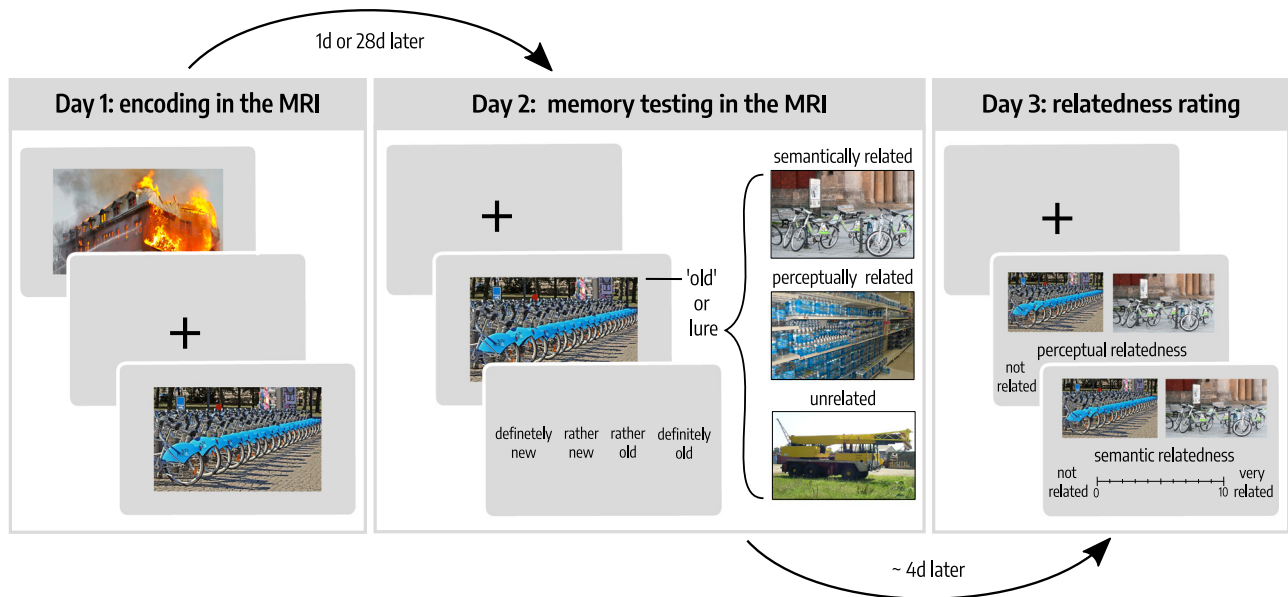 1d or 28d later
Day 1: encoding in the MRI
Day 2: memory testing in the MRI
Day 3: relatedness rating
semantically related
'old'
or
lure
perceptually related
unrelated
definetely
new
rather
new
rather
old
definitely
old
perceptual relatedness
not
related
semantic relatedness
not
related
0
10
very
related
~ 4d later